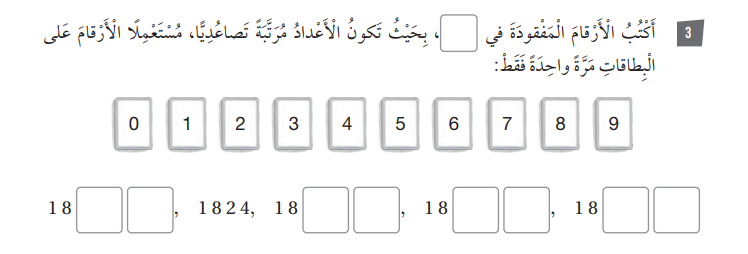 3 أَكْتُبُ الْأَرْقامَ الْمَفْقودَةَ في ، بِحَيْثُ تَكونُ الْأَعْدادُ مُرَتَّبَةً تَصاعُدِيًّا، مُسْتَعْمِلًا الْأَرْقامَ عَلى
الْبِطاقاتِ مَرَّةً واحِدَةً فَقَطْ:
0 1 2 3 4 5 6 7 8 9
18 , 1824, 18 , 18 , 18